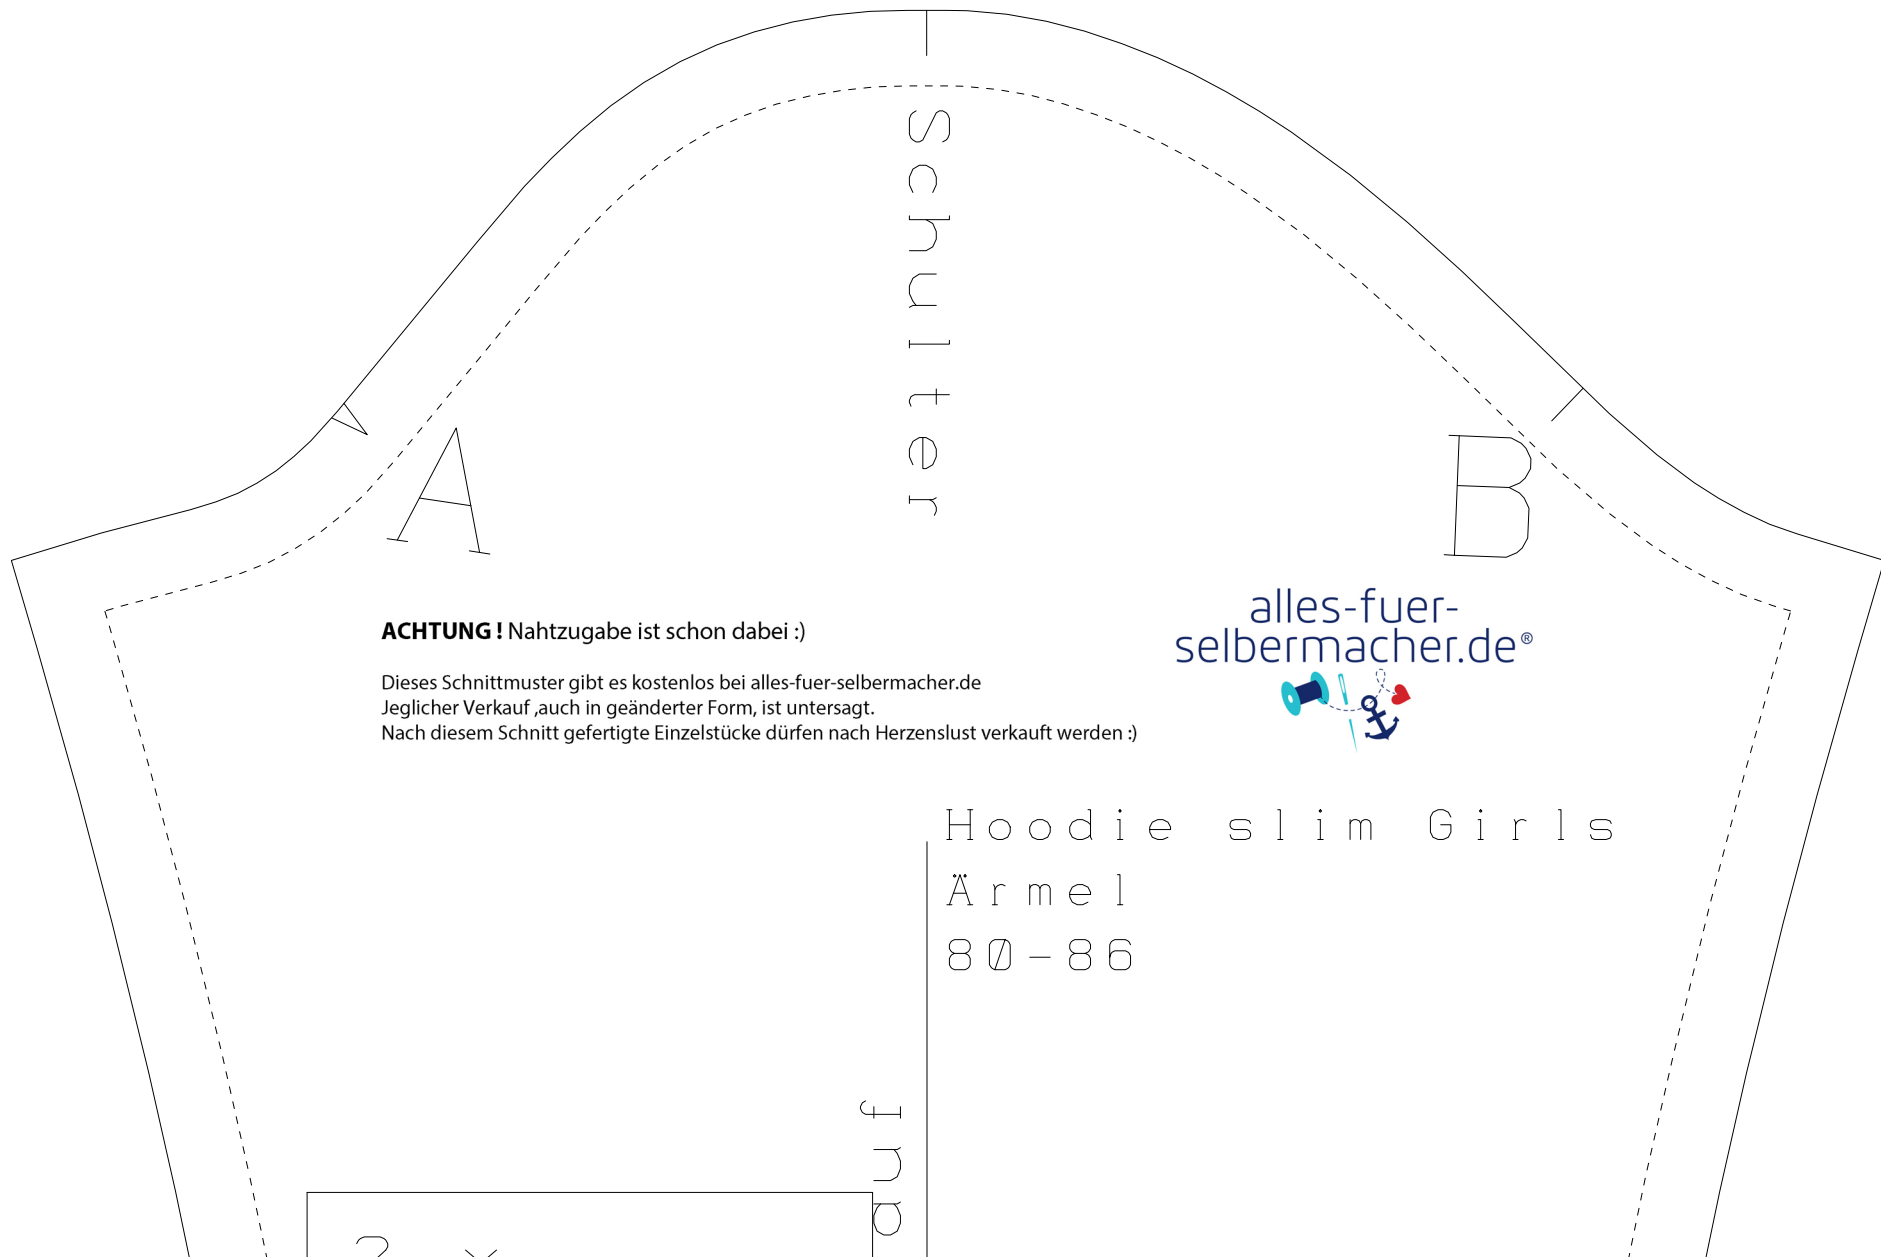 Schulter
A
B
ACHTUNG ! Nahtzugabe ist schon dabei :)
Dieses Schnittmuster gibt es kostenlos bei alles-fuer-selbermacher.de
Jeglicher Verkauf ,auch in geänderter Form, ist untersagt.
Nach diesem Schnitt gefertigte Einzelstücke dürfen nach Herzenslust verkauft werden :)
alles-fuer-
selbermacher.de®
Hoodie slim Girls
Ärmel
80-86
auf